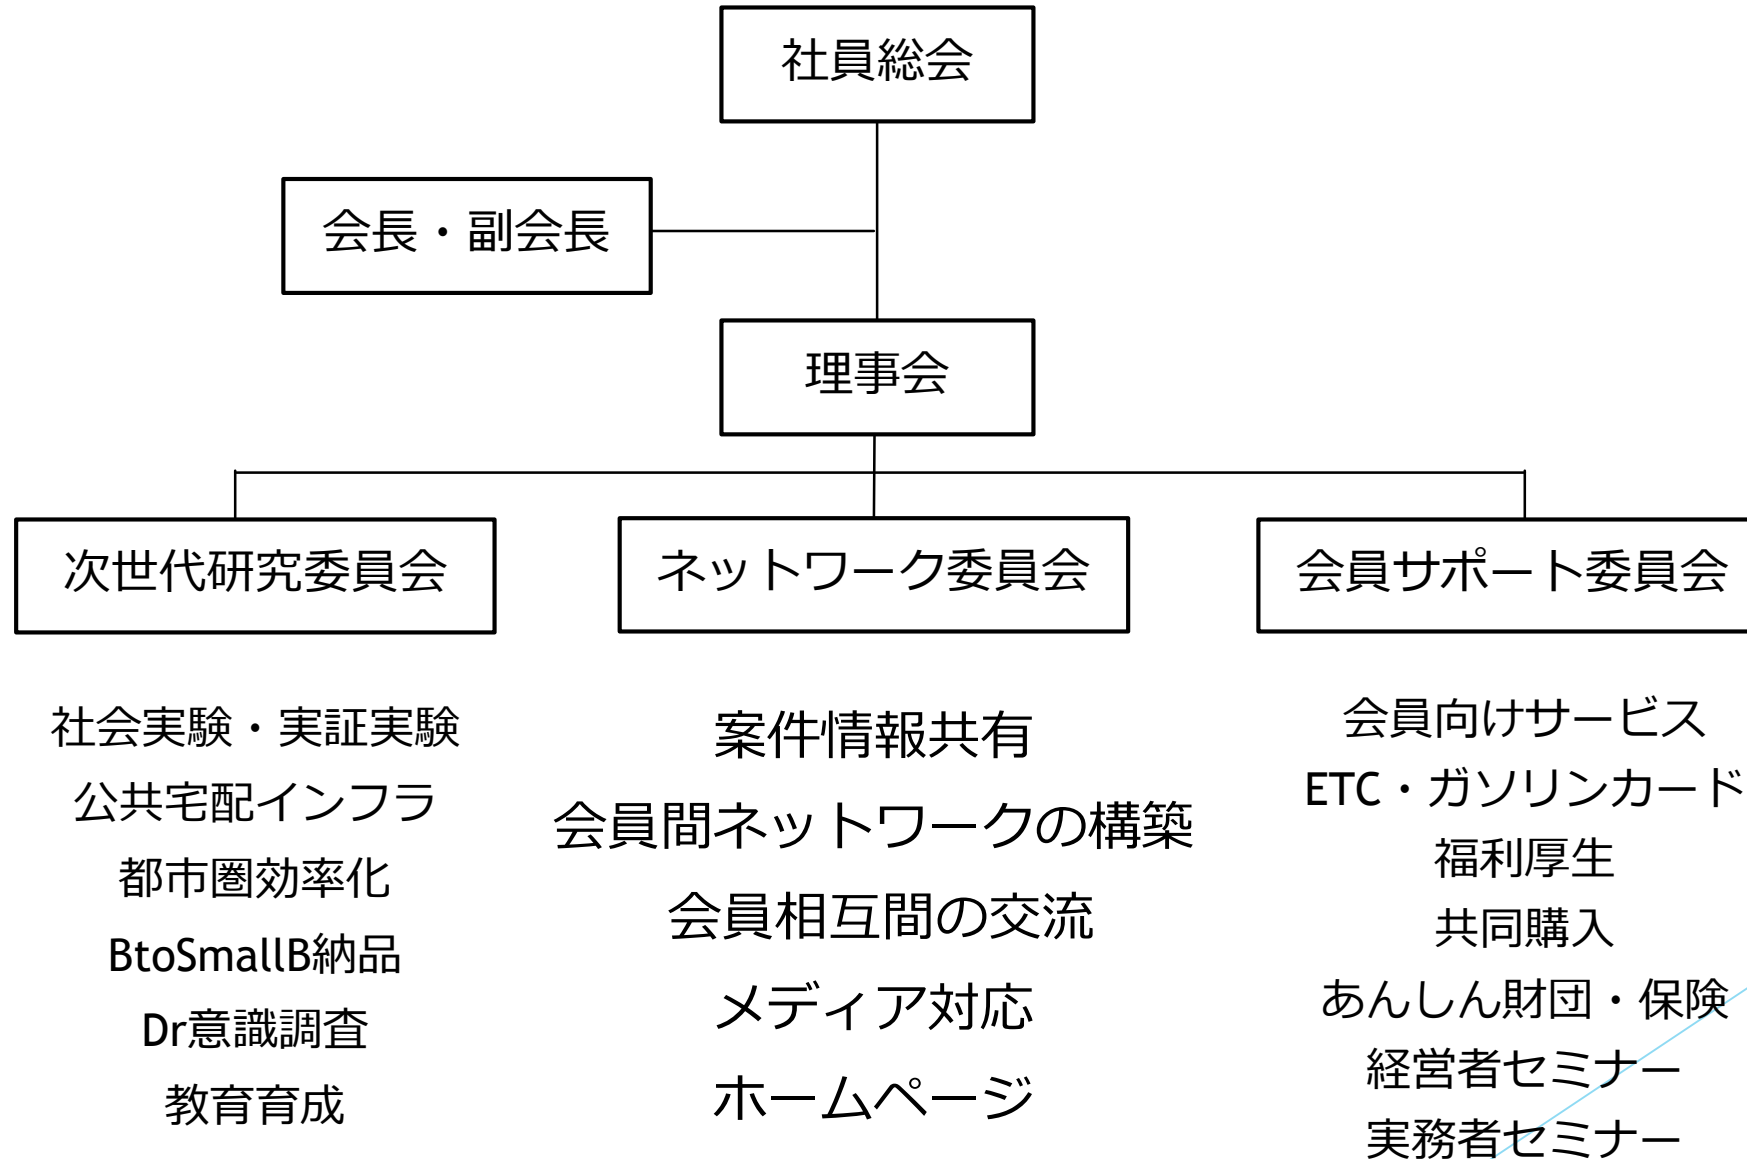 社員総会
会長・副会長
理事会
次世代研究委員会
社会実験・実証実験
公共宅配インフラ
都市圏効率化
BtoSmallB納品
Dr意識調査
教育育成
ネットワーク委員会
案件情報共有
会員間ネットワークの構築
会員相互間の交流
メディア対応
ホームページ
会員サポート委員会
会員向けサービス
ETC・ガソリンカード
福利厚生
共同購入
あんしん財団・保険
経営者セミナー
実務者セミナー